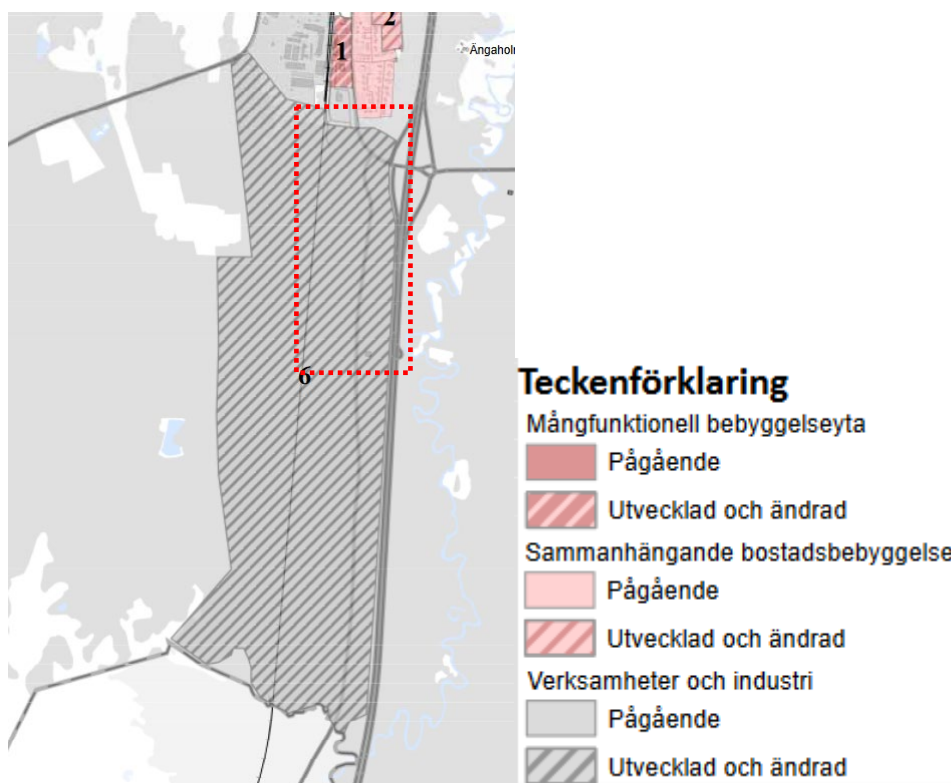 2
1
Ängaholm
6
Teckenförklaring
Mångfunktionell bebyggelseyta
Pågående
Utvecklad och ändrad
Sammanhängande bostadsbebyggelse
Pågående
Utvecklad och ändrad
Verksamheter och industri
Pågående
Utvecklad och ändrad